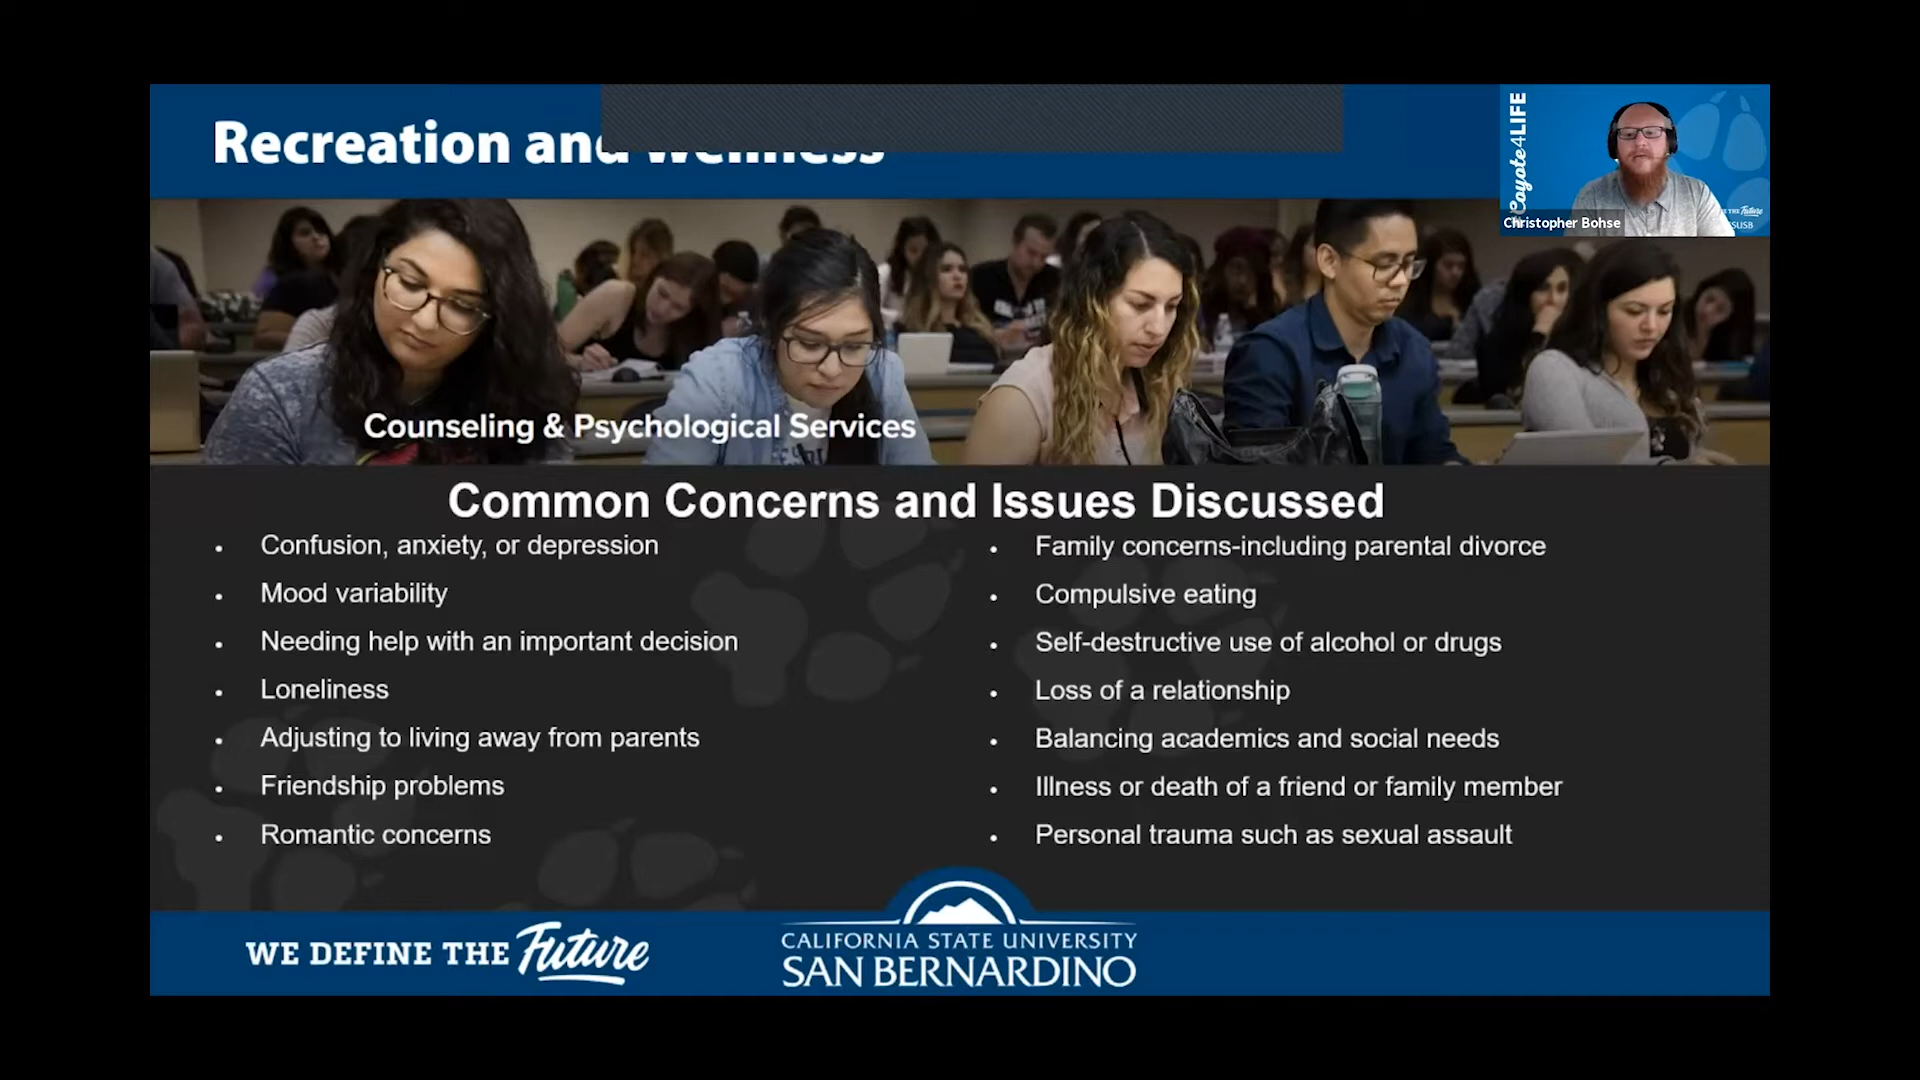 Recreation and Wellness
#Coyote4LIFE
Christopher Bohse
Counseling & Psychological Services
Common Concerns and Issues Discussed
• Confusion, anxiety, or depression
• Mood variability
• Needing help with an important decision
• Loneliness
• Adjusting to living away from parents
• Friendship problems
• Romantic concerns
• Family concerns-including parental divorce
• Compulsive eating
• Self-destructive use of alcohol or drugs
• Loss of a relationship
• Balancing academics and social needs
• Illness or death of a friend or family member
• Personal trauma such as sexual assault
WE DEFINE THE Future
CALIFORNIA STATE UNIVERSITY
SAN BERNARDINO